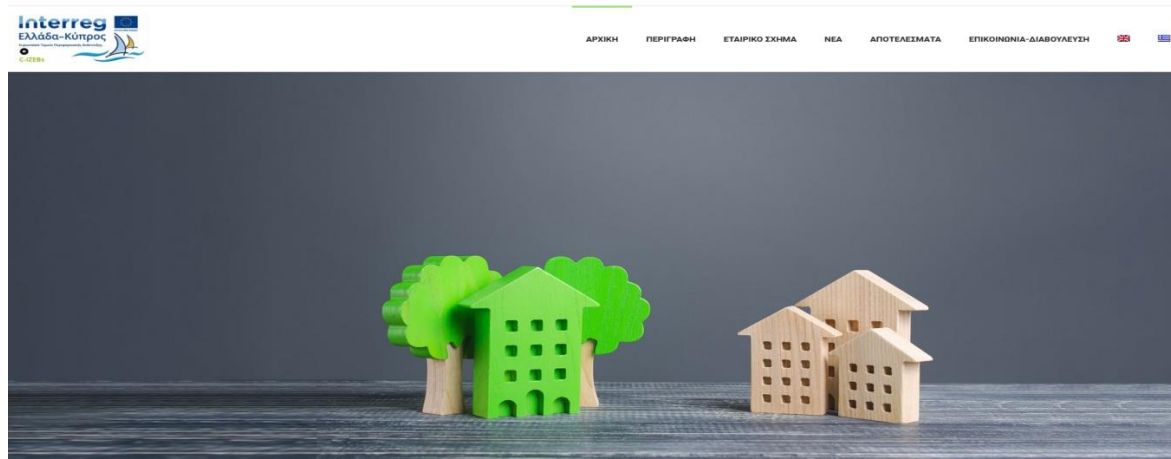 Interreg
Ελλάδα-Κύπρος
C-IZEBs
ΑΡΧΙΚΗ ΠΕΡΙΓΡΑΦΗ ΕΤΑΙΡΙΚΟ ΣΧΗΜΑ ΝΕΑ ΑΠΟΤΕΛΕΣΜΑΤΑ ΕΠΙΚΟΙΝΩΝΙΑ-ΔΙΑΒΟΥΛΕΥΣΗ